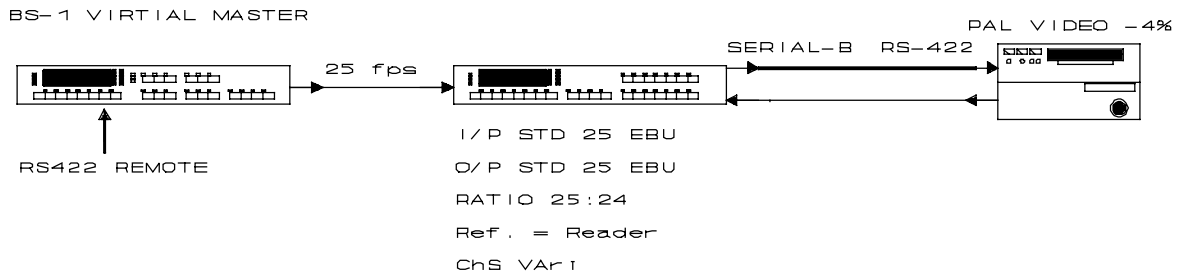 BS-1 VIRTIAL MASTER
PAL VIDEO -4%
SERIAL-B RS-422
25 fps
RS422 REMOTE
I/P STD 25 EBU
O/P STD 25 EBU
RATIO 25:24
Ref. = Reader
ChS VArI